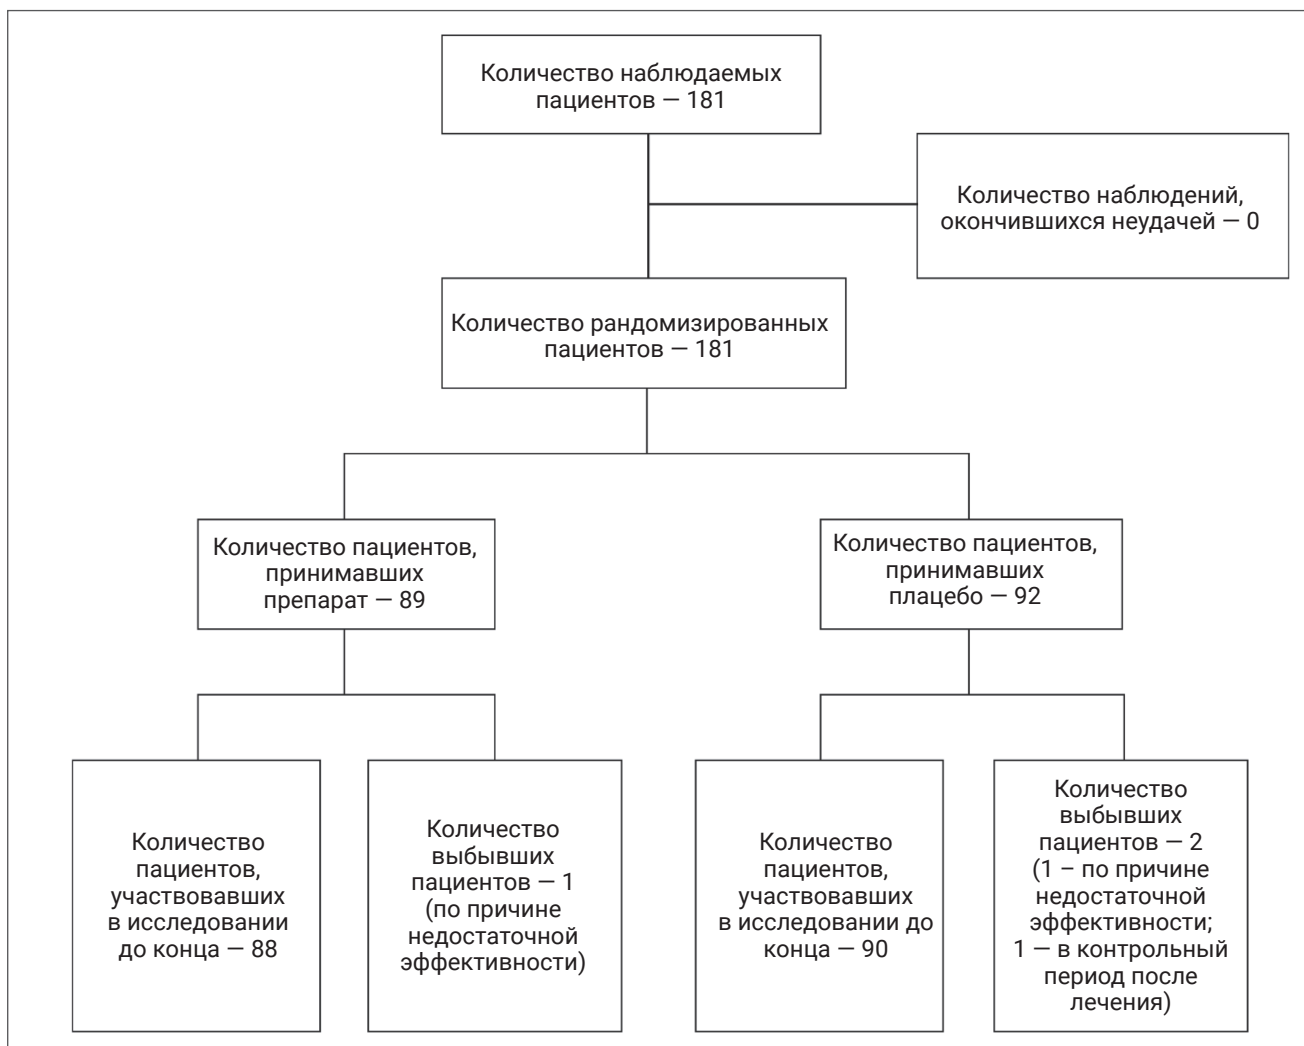 Количество наблюдаемых
пациентов — 181
Количество наблюдений,
окончившихся неудачей — 0
Количество рандомизированных
пациентов — 181
Количество пациентов,
принимавших
препарат — 89
Количество пациентов,
принимавших
плацебо — 92
Количество
пациентов,
участвовавших
в исследовании
до конца — 88
Количество
выбывших
пациентов — 1
(по причине
недостаточной
эффективности)
Количество
пациентов,
участвовавших
в исследовании до
конца — 90
Количество
выбывших
пациентов — 2
(1 – по причине
недостаточной
эффективности;
1 — в контрольный
период после
лечения)